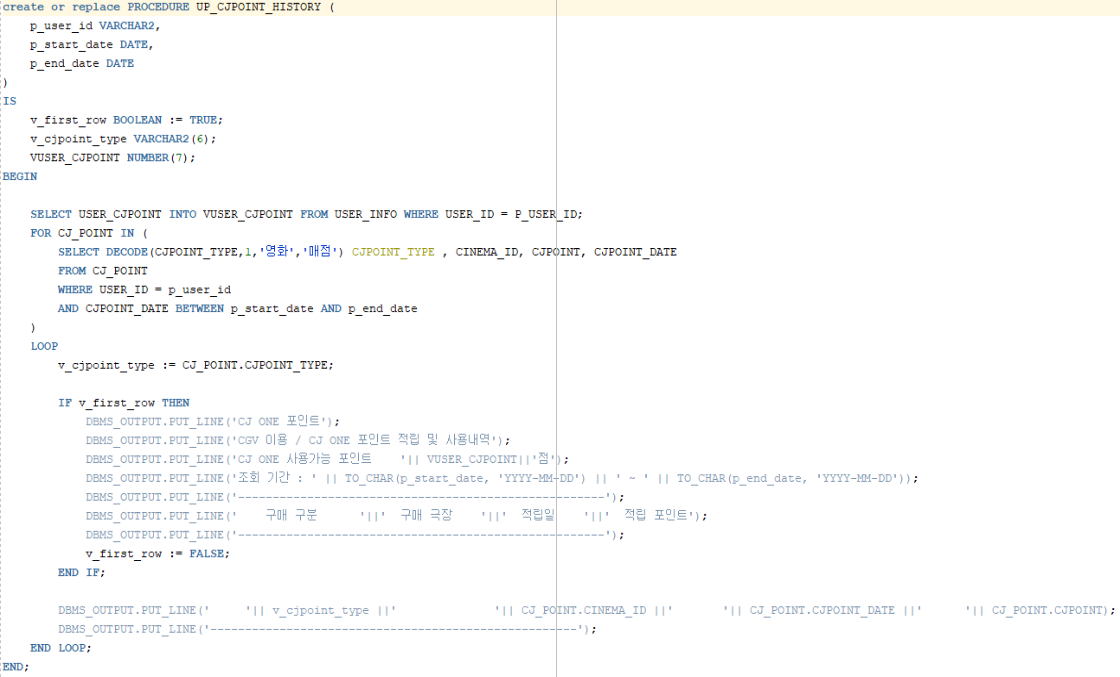 create or replace PROCEDURE UP_CJPOINT_HISTORY (
    p_user_id VARCHAR2,
    p_start_date DATE,
    p_end_date DATE
)
IS
    v_first_row BOOLEAN := TRUE;
    v_cjpoint_type VARCHAR2(6);
    VUSER_CJPOINT NUMBER(7);
BEGIN
    SELECT USER_CJPOINT INTO VUSER_CJPOINT FROM USER_INFO WHERE USER_ID = P_USER_ID;
    FOR CJ_POINT IN (
        SELECT DECODE(CJPOINT_TYPE,1,'영화','매점') CJPOINT_TYPE , CINEMA_ID, CJPOINT, CJPOINT_DATE
        FROM CJ_POINT
        WHERE USER_ID = p_user_id
        AND CJPOINT_DATE BETWEEN p_start_date AND p_end_date
    )
    LOOP
        v_cjpoint_type := CJ_POINT.CJPOINT_TYPE;
        IF v_first_row THEN
            DBMS_OUTPUT.PUT_LINE('CJ ONE 포인트');
            DBMS_OUTPUT.PUT_LINE('CGV 이용 / CJ ONE 포인트 적립 및 사용내역');
            DBMS_OUTPUT.PUT_LINE('CJ ONE 사용가능 포인트    '|| VUSER_CJPOINT||'점');
            DBMS_OUTPUT.PUT_LINE('조회 기간 : ' || TO_CHAR(p_start_date, 'YYYY-MM-DD') || ' ~ ' || TO_CHAR(p_end_date, 'YYYY-MM-DD'));
            DBMS_OUTPUT.PUT_LINE('-----------------------------------------------------');
            DBMS_OUTPUT.PUT_LINE('    구매 구분      '||'  구매 극장    '||'  적립일    '||'  적립 포인트');
            DBMS_OUTPUT.PUT_LINE('-----------------------------------------------------');
            v_first_row := FALSE;
        END IF;
        DBMS_OUTPUT.PUT_LINE('     '|| v_cjpoint_type ||'              '|| CJ_POINT.CINEMA_ID ||'       '|| CJ_POINT.CJPOINT_DATE ||'      '|| CJ_POINT.CJPOINT);
        DBMS_OUTPUT.PUT_LINE('-----------------------------------------------------');
    END LOOP;
END;